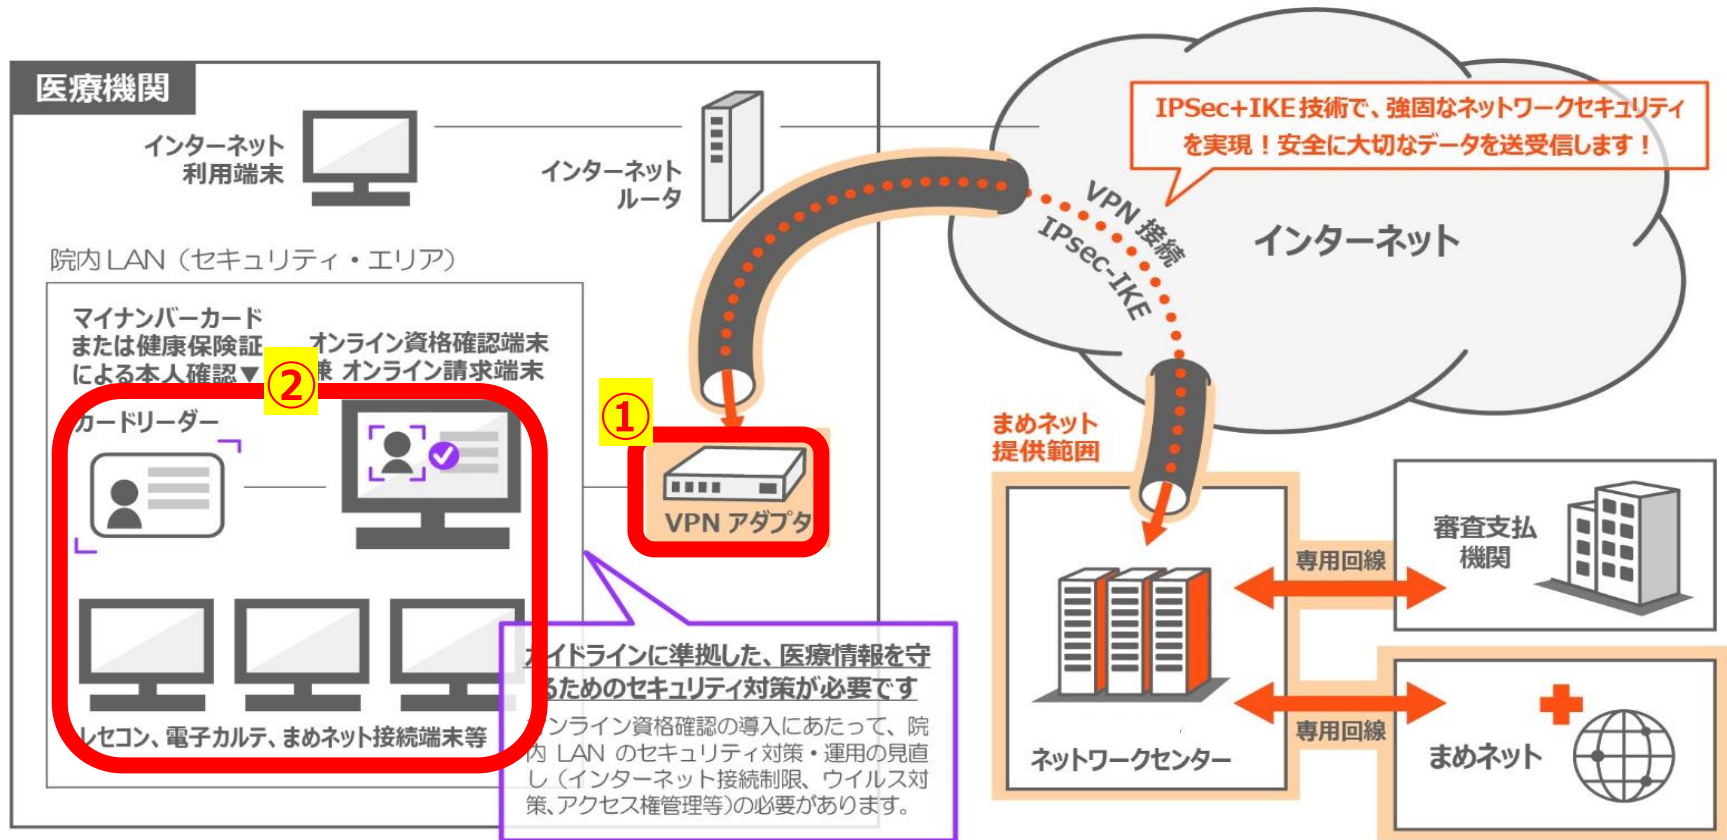 医療機関
インターネット
利用端末
インターネット
ルータ
IPSec+IKE 技術で、強固なネットワークセキュリティ
を実現!安全に大切なデータを送受信します!
VPN 接続
IPsec-IKE
インターネット
院内 LAN(セキュリティ・エリア)
マイナンバーカード
または健康保険証
による本人確認▼
オンライン資格確認端末
兼 オンライン請求端末
②
カードリーダー
①
VPN アダプタ
レセコン、電子カルテ、まめネット接続端末等
ガイドラインに準拠した、医療情報を守
るためのセキュリティ対策が必要です
オンライン資格確認の導入にあたって、院
内 LAN のセキュリティ対策・運用の見直
し(インターネット接続制限、ウイルス対
策、アクセス権管理等)の必要があります。
まめネット
提供範囲
ネットワークセンター
専用回線
審査支払
機関
専用回線
まめネット